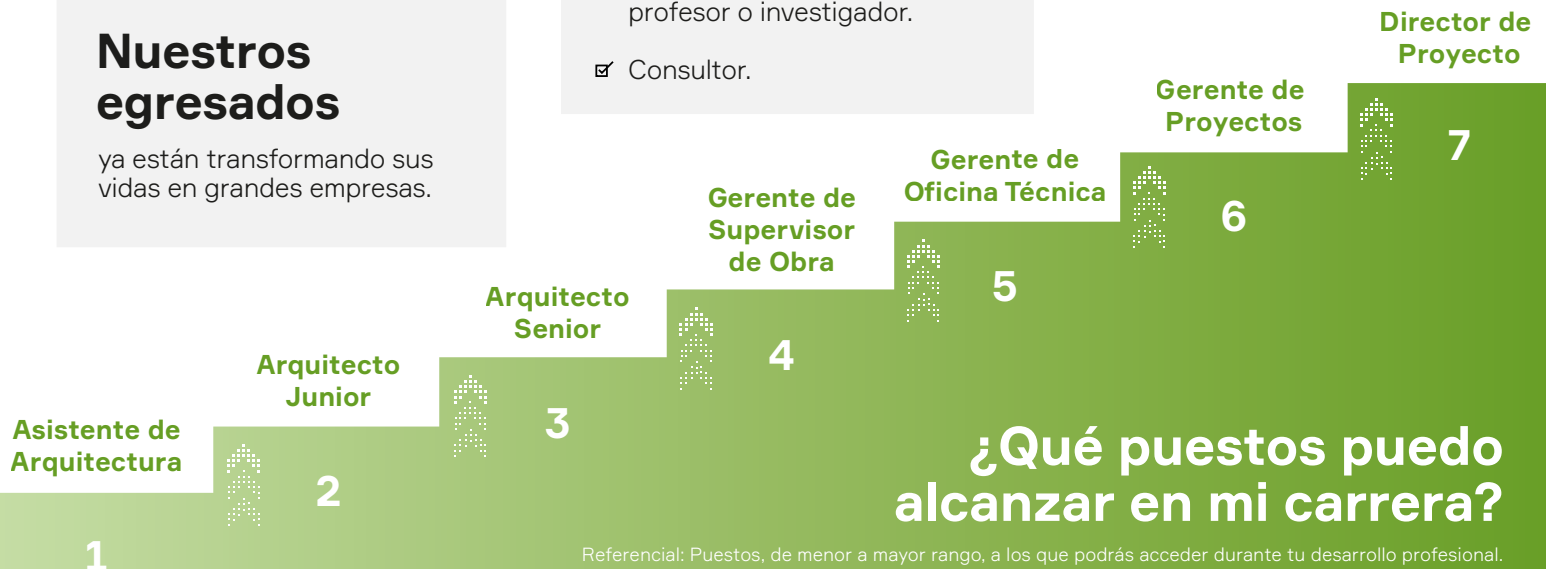 Nuestros
egresados
ya están transformando sus
vidas en grandes empresas.
profesor o investigador.
Consultor.
Asistente de
Arquitectura
1
Arquitecto
Junior
2
Arquitecto
Senior
3
Gerente de
Supervisor
de Obra
4
Gerente de
Oficina Técnica
5
Gerente de
Proyectos
6
Director de
Proyecto
7
¿Qué puestos puedo
alcanzar en mi carrera?
Referencial: Puestos, de menor a mayor rango, a los que podrás acceder durante tu desarrollo profesional.